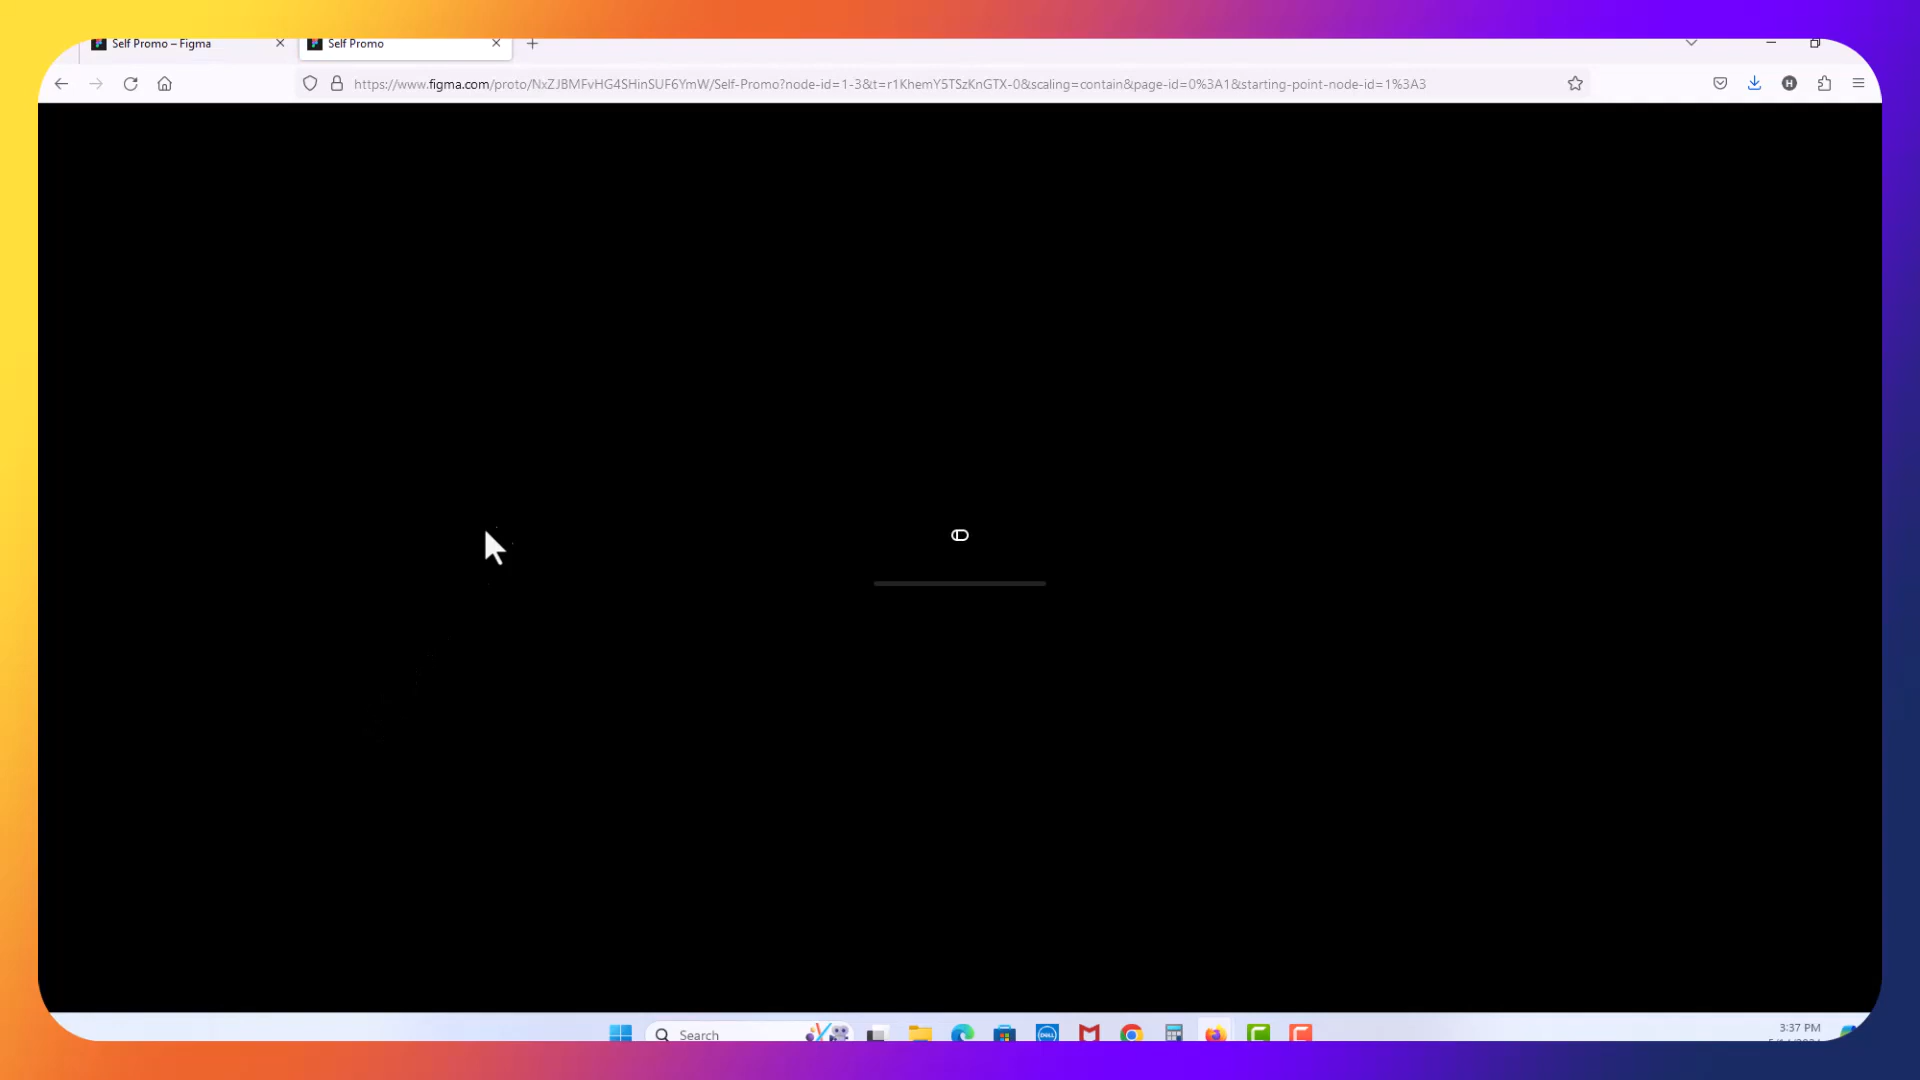 Self Promo – Figma
Self Promo
https://www.figma.com/proto/NxZJBMFvHG4SHinSUF6YmW/Self-Promo?node-id=1-3&t=r1KhemY5TSzKnGTX-0&scaling=contain&page-id=0%3A1&starting-point-node-id=1%3A3
H
Search
DELL
3:37 PM